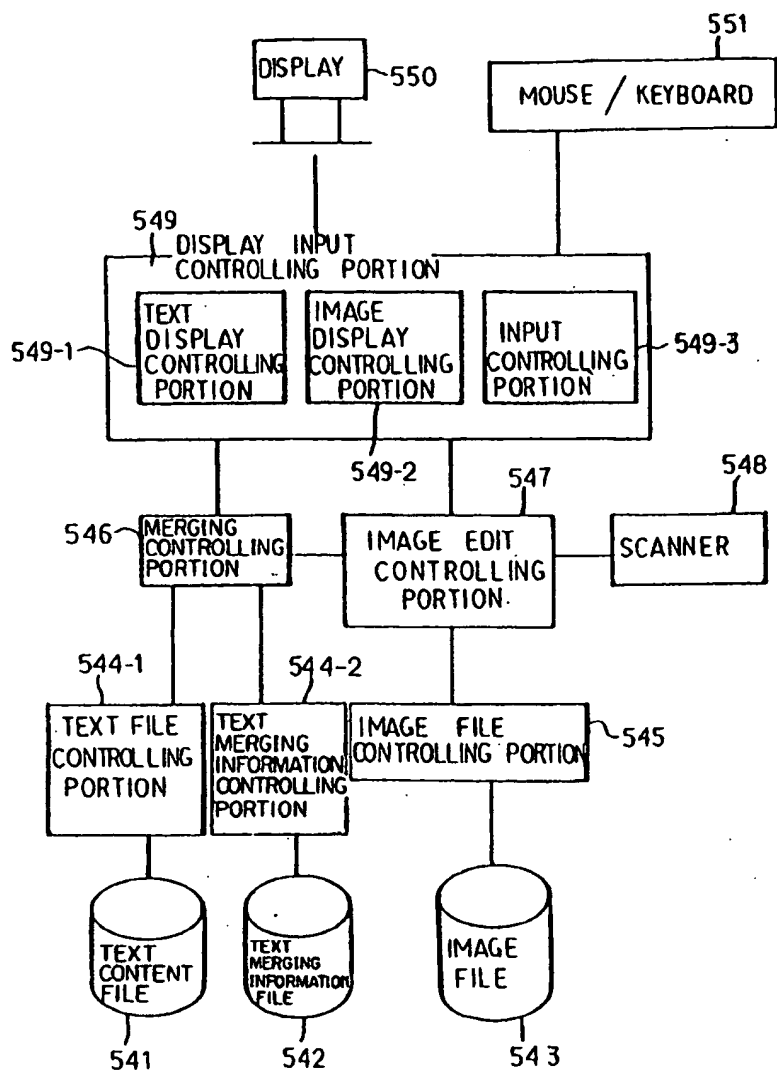 551
DISPLAY
550
MOUSE / KEYBOARD
549
DISPLAY INPUT
CONTROLLING PORTION
TEXT
DISPLAY
CONTROLLING
PORTION
IMAGE
DISPLAY
CONTROLLING
PORTION
INPUT
CONTROLLING
PORTION
549-1
549-3
549-2
547
548
546
MERGING
CONTROLLING
PORTION
IMAGE EDIT
CONTROLLING
PORTION
SCANNER
544-1
544-2
TEXT FILE
CONTROLLING
PORTION
TEXT
MERGING
INFORMATION
CONTROLLING
PORTION
IMAGE FILE
CONTROLLING PORTION
545
TEXT
CONTENT
FILE
TEXT
MERGING
INFORMATION
FILE
IMAGE
FILE
541
542
543